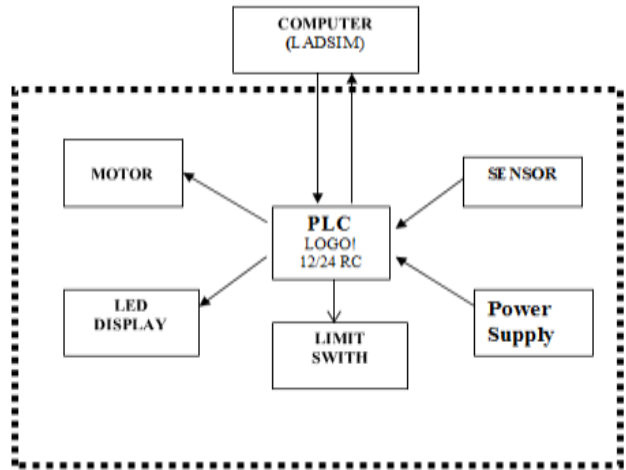 COMPUTER
(LADSIM)
MOTOR
SENSOR
PLC
LOGO!
12/24 RC
LED
DISPLAY
LIMIT
SWITH
Power
Supply